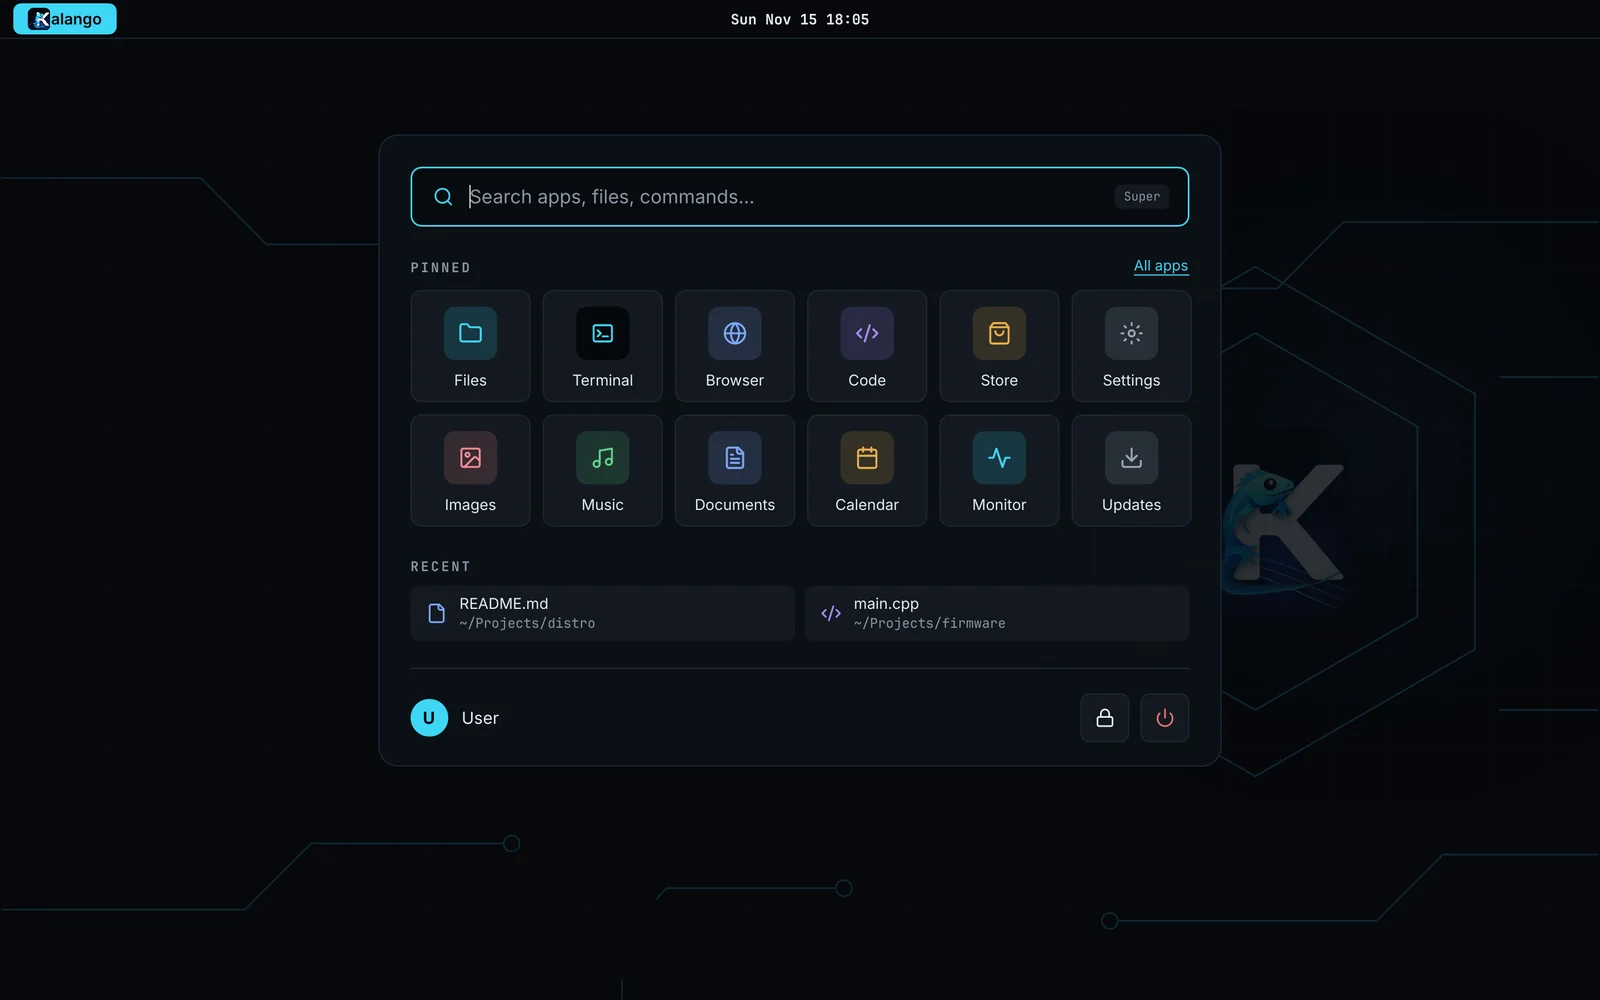 Kalango
Sun Nov 15 18:05
Search apps, files, commands...
Super
PINNED
All apps
Files
Terminal
Browser
Code
Store
Settings
Images
Music
Documents
Calendar
Monitor
Updates
RECENT
README.md
~/Projects/distro
main.cpp
~/Projects/firmware
U
User
K